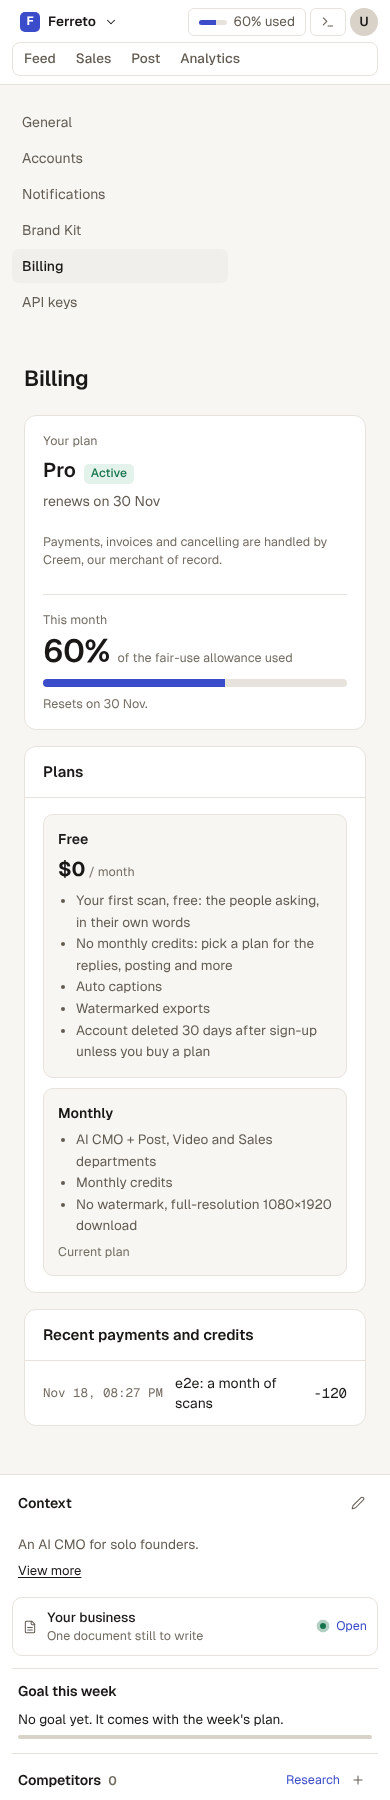 F Ferreto 60% used U
Feed Sales Post Analytics
General
Accounts
Notifications
Brand Kit
Billing
API keys
Billing
Your plan
Pro Active
renews on 30 Nov
Payments, invoices and cancelling are handled by
Creem, our merchant of record.
This month
60% of the fair-use allowance used
Resets on 30 Nov.
Plans
Free
$0 / month
• Your first scan, free: the people asking,
in their own words
• No monthly credits: pick a plan for the
replies, posting and more
• Auto captions
• Watermarked exports
• Account deleted 30 days after sign-up
unless you buy a plan
Monthly
• AI CMO + Post, Video and Sales
departments
• Monthly credits
• No watermark, full-resolution 1080×1920
download
Current plan
Recent payments and credits
Nov 18, 08:27 PM e2e: a month of
scans -120
Context
An AI CMO for solo founders.
View more
Your business
One document still to write Open
Goal this week
No goal yet. It comes with the week's plan.
Competitors 0 Research +